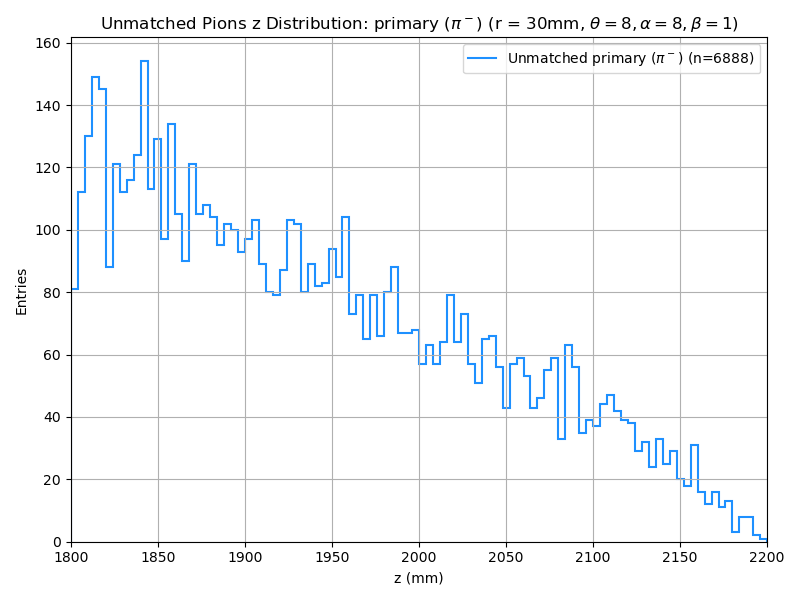 Unmatched Pions z Distribution: primary (π⁻) (r = 30mm, θ = 8, α = 8, β = 1)
Unmatched primary (π⁻) (n=6888)
160
140
120
100
80
60
40
20
0
Entries
1800 1850 1900 1950 2000 2050 2100 2150 2200
z (mm)